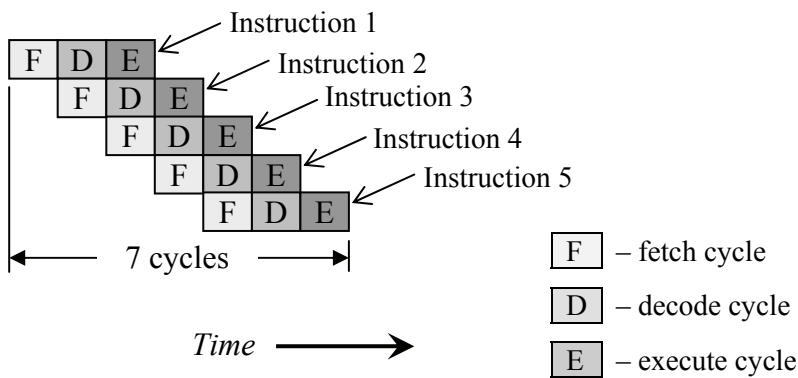 Instruction 1
F D E
Instruction 2
F D E
Instruction 3
F D E
Instruction 4
F D E
Instruction 5
F D E
7 cycles
F – fetch cycle
D – decode cycle
Time
E – execute cycle